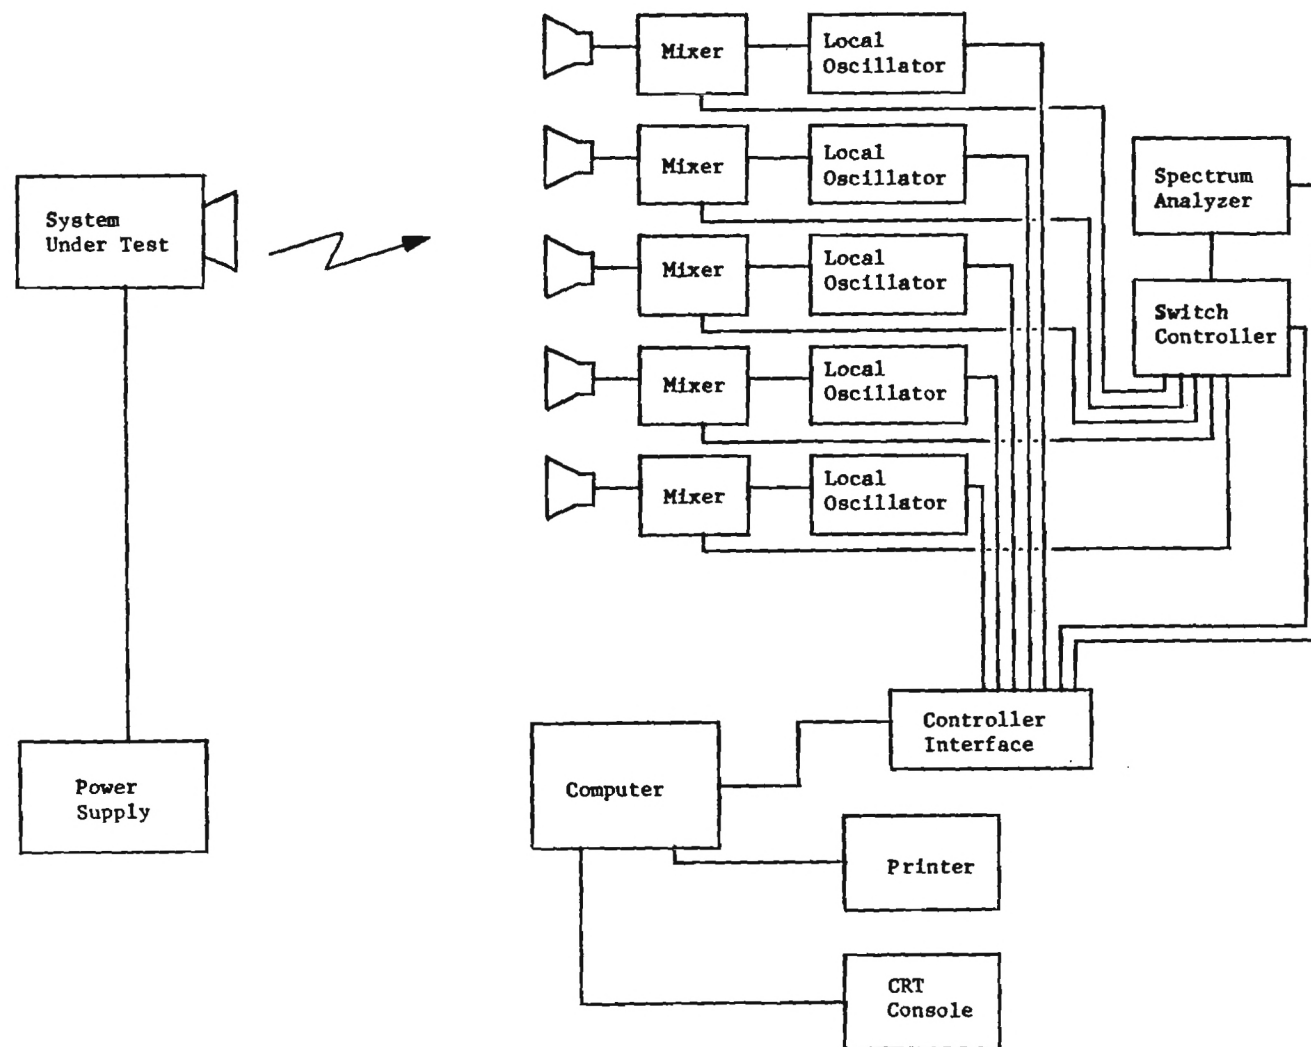 Mixer
Local
Oscillator
Mixer
Local
Oscillator
Spectrum
Analyzer
System
Under Test
Mixer
Local
Oscillator
Switch
Controller
Mixer
Local
Oscillator
Mixer
Local
Oscillator
Controller
Interface
Computer
Power
Supply
Printer
CRT
Console